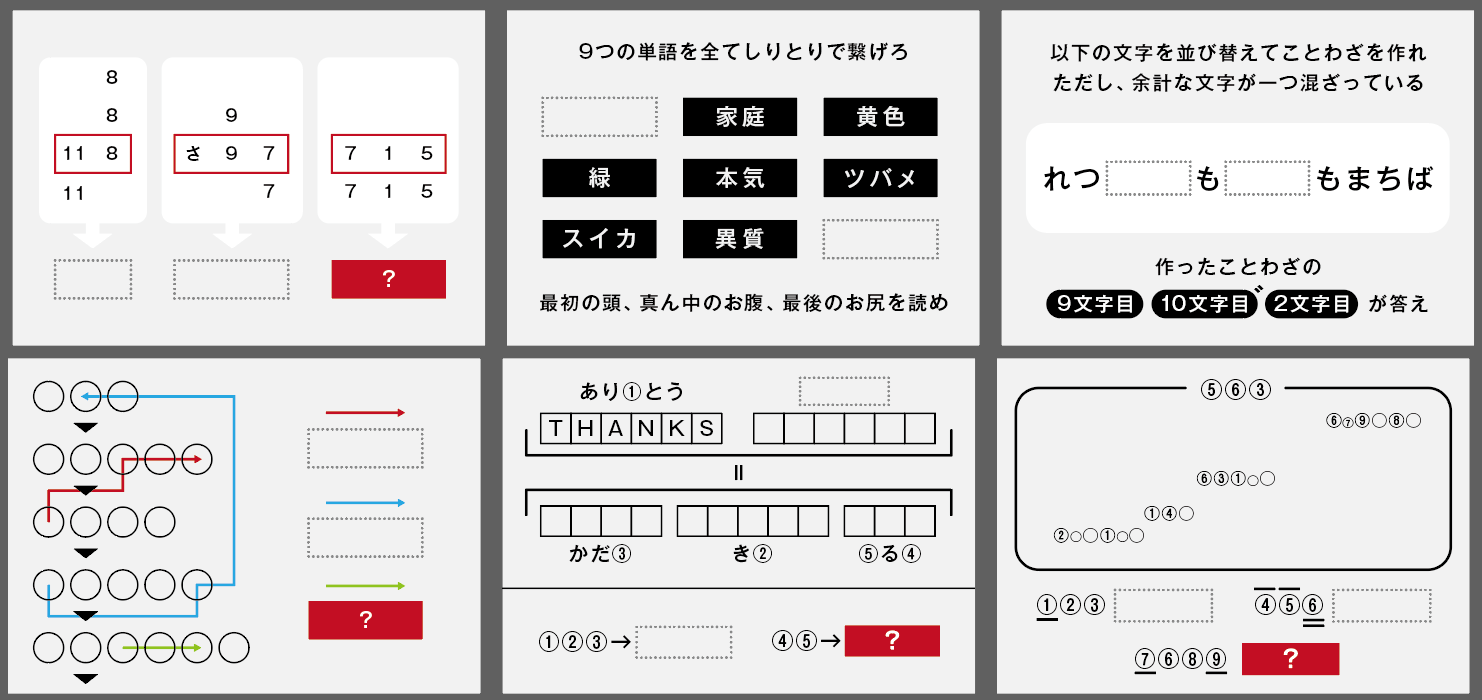 8
8 9
11 8 さ 9 7 7 1 5
11 7 7 1 5
?
9つの単語を全てしりとりで繋げろ
家庭 黄色
緑 本気 ツバメ
スイカ 異質
最初の頭、真ん中のお腹、最後のお尻を読め
以下の文字を並び替えてことわざを作れ
ただし、余計な文字が一つ混ざっている
れつ も もまちば
作ったことわざの
9文字目 10文字目゛ 2文字目 が答え
?
あり①とう
THANKS
=
かだ③ き② ⑤る④
①②③→ ④⑤→ ?
⑤⑥③
⑥⑦⑨○⑧○
⑥③①○○
①④○
②○○①○○
①②③ ④⑤⑥
⑦⑥⑧⑨ ?